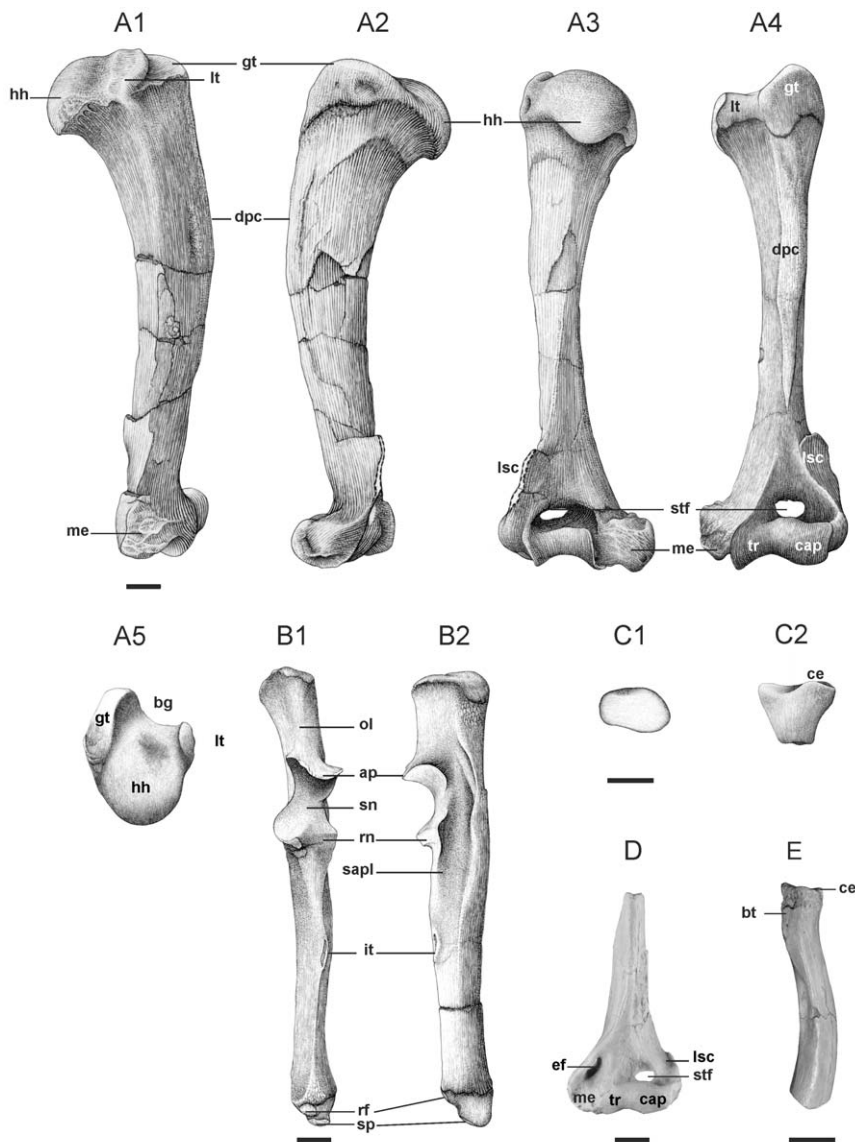 A1 A2 A3 A4
gt
lt
hh
hh
lt
gt
dpc
dpc
lsc
lsc
stf
me
me
tr
cap
A5 B1 B2 C1 C2
bg
gt
lt
hh
ol
ap
sn
rn
sapl
it
rf
sp
ce
D E
ce
bt
ef
lsc
stf
me
tr
cap